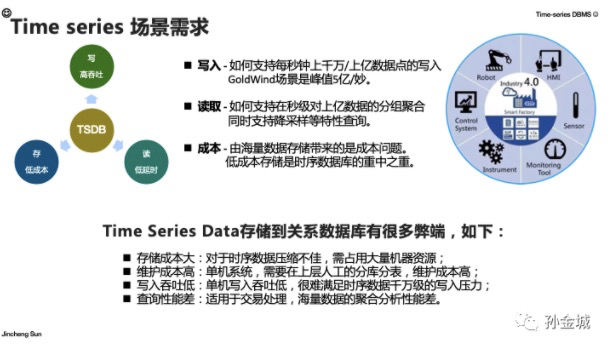 Time-series DBMS
Time series 场景需求
写
高吞吐
TSDB
存
低成本
读
低延时
■ 写入 - 如何支持每秒钟上千万/上亿数据点的写入
GoldWind场景是峰值5亿/妙。
■ 读取 - 如何支持在秒级对上亿数据的分组聚合
同时支持降采样等特性查询。
■ 成本 - 由海量数据存储带来的是成本问题。
低成本存储是时序数据库的重中之重。
Robot
HMI
Industry 4.0
Smart Factory
Control
System
Sensor
Instrument
Monitoring
Tool
Time Series Data存储到关系数据库有很多弊端，如下：
■ 存储成本大：对于时序数据压缩不佳，需占用大量机器资源；
■ 维护成本高：单机系统，需要在上层人工的分库分表，维护成本高；
■ 写入吞吐低：单机写入吞吐低，很难满足时序数据千万级的写入压力；
■ 查询性能差：适用于交易处理，海量数据的聚合分析性能差。
Jincheng Sun
孙金城